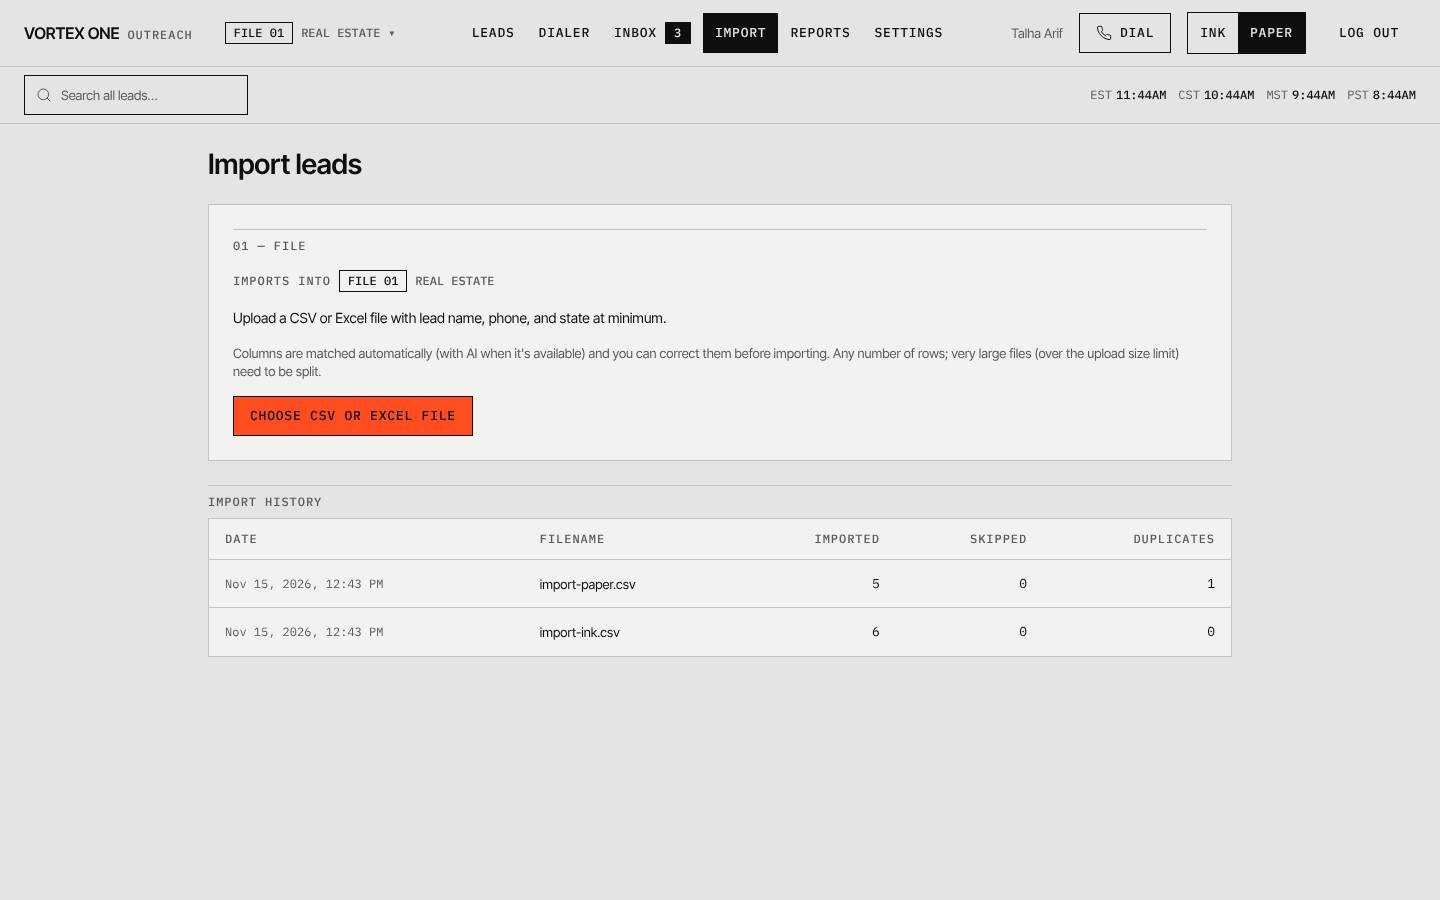 VORTEX ONE OUTREACH FILE 01 REAL ESTATE ▾ LEADS DIALER INBOX 3 IMPORT REPORTS SETTINGS Talha Arif DIAL INK PAPER LOG OUT
Search all leads... EST 11:44AM CST 10:44AM MST 9:44AM PST 8:44AM
Import leads
01 — FILE
IMPORTS INTO FILE 01 REAL ESTATE
Upload a CSV or Excel file with lead name, phone, and state at minimum.
Columns are matched automatically (with AI when it's available) and you can correct them before importing. Any number of rows; very large files (over the upload size limit)
need to be split.
CHOOSE CSV OR EXCEL FILE
IMPORT HISTORY
DATE FILENAME IMPORTED SKIPPED DUPLICATES
Nov 15, 2026, 12:43 PM import-paper.csv 5 0 1
Nov 15, 2026, 12:43 PM import-ink.csv 6 0 0